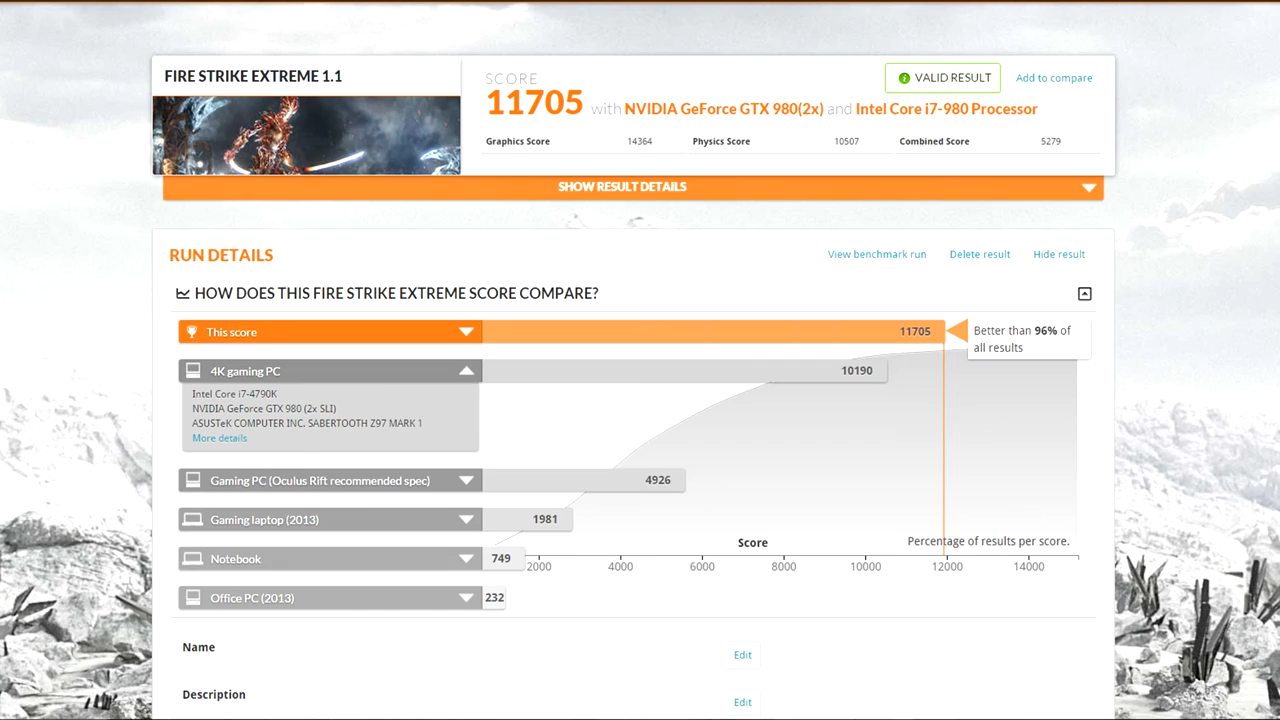 FIRE STRIKE EXTREME 1.1
SCORE
VALID RESULT
Add to compare
11705 with NVIDIA GeForce GTX 980(2x) and Intel Core i7-980 Processor
Graphics Score 14364 Physics Score 10507 Combined Score 5279
SHOW RESULT DETAILS
RUN DETAILS
View benchmark run Delete result Hide result
HOW DOES THIS FIRE STRIKE EXTREME SCORE COMPARE?
This score 11705
Better than 96% of
all results
4K gaming PC 10190
Intel Core i7-4790K
NVIDIA GeForce GTX 980 (2x SLI)
ASUSTeK COMPUTER INC. SABERTOOTH Z97 MARK 1
More details
Gaming PC (Oculus Rift recommended spec) 4926
Gaming laptop (2013) 1981
Score Percentage of results per score.
Notebook 749
2000 4000 6000 8000 10000 12000 14000
Office PC (2013) 232
Name
Edit
Description
Edit